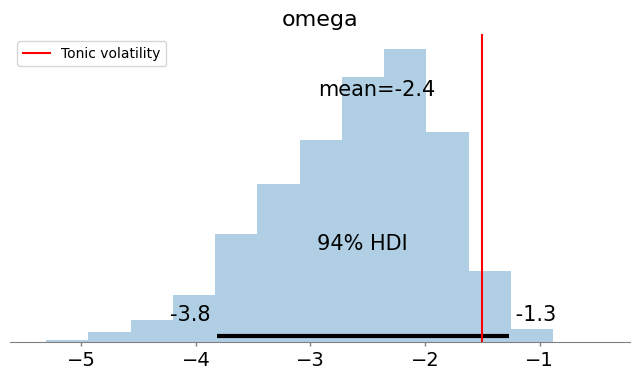 omega
Tonic volatility
mean=-2.4
94% HDI
-3.8
-1.3
−5 −4 −3 −2 −1